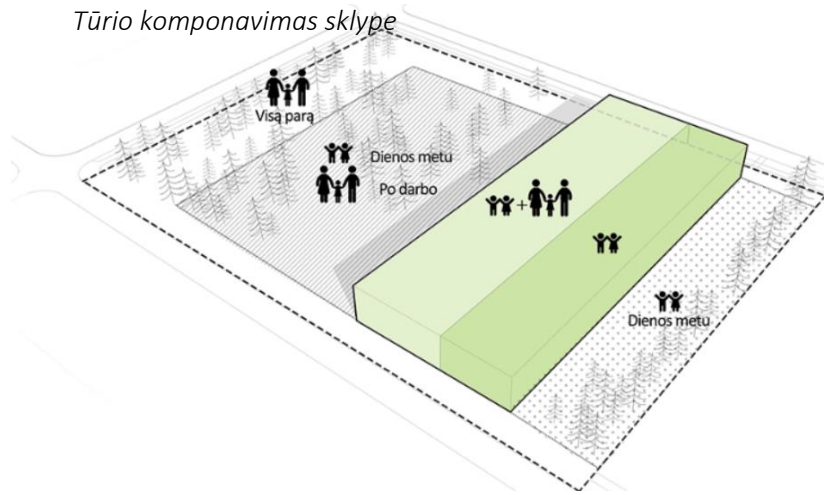 Tūrio komponavimas sklype
Visą parą
Dienos metu
Po darbo
+
Dienos metu